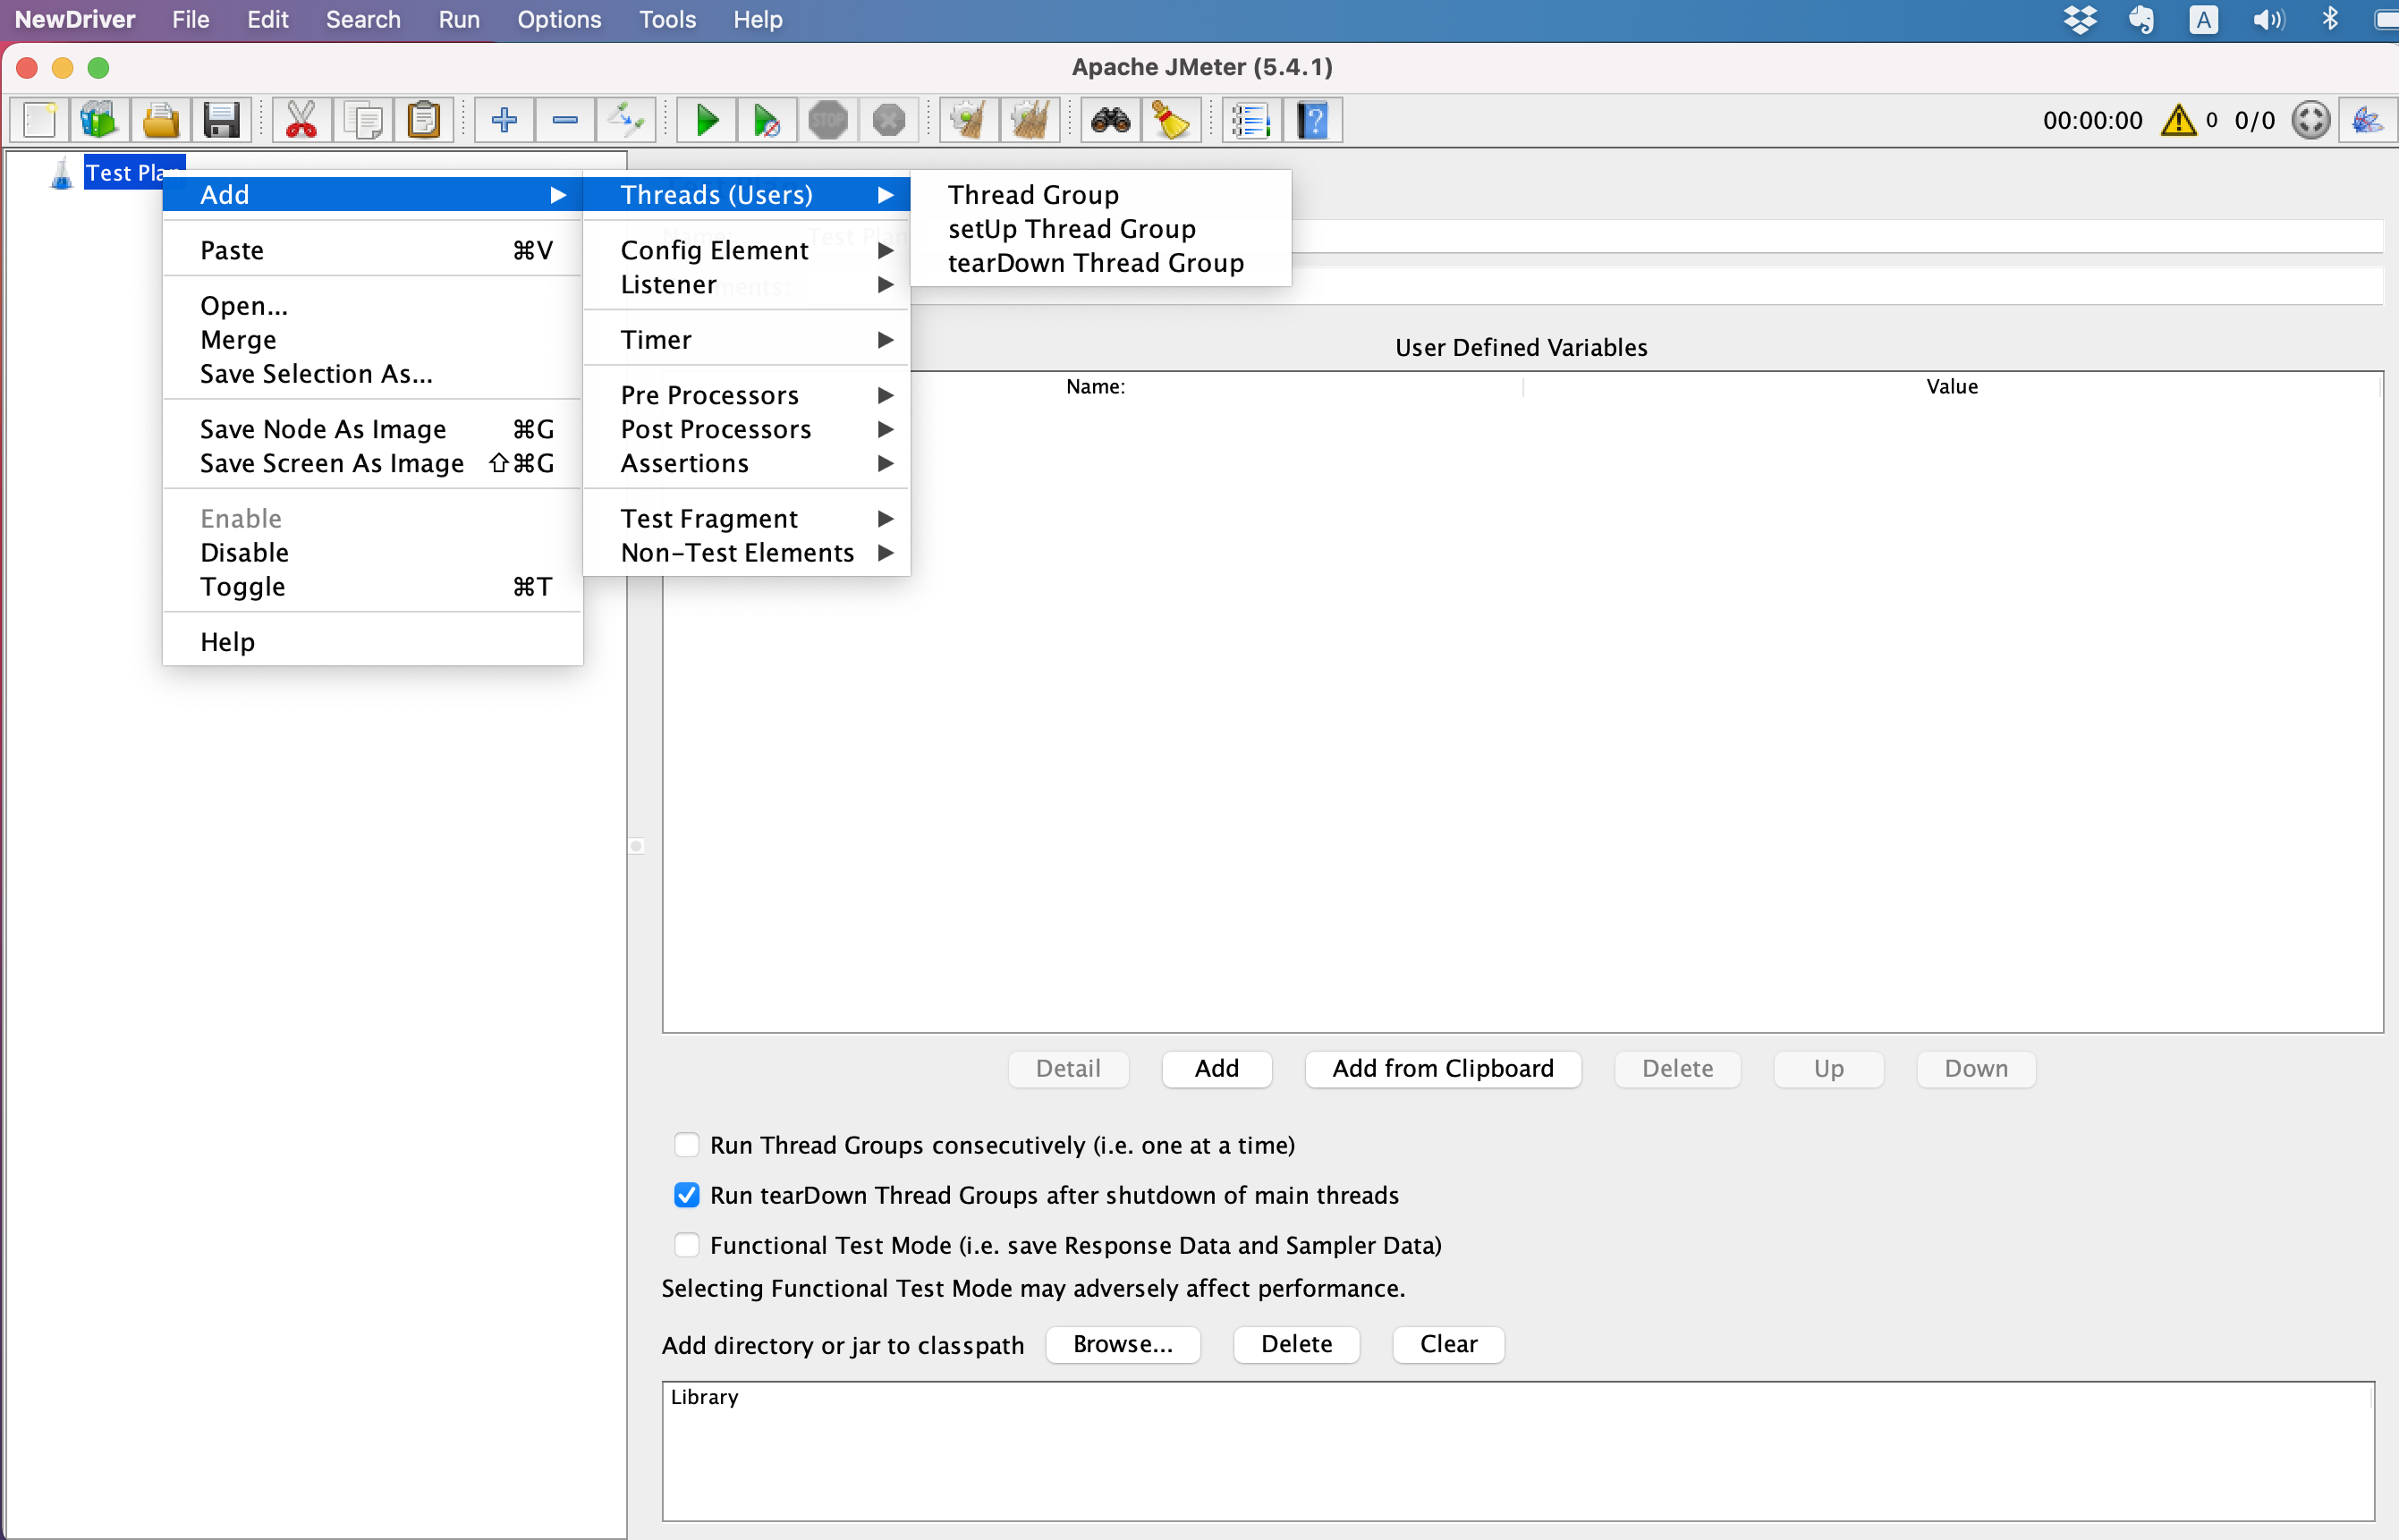 NewDriver File Edit Search Run Options Tools Help
A
Apache JMeter (5.4.1)
STOP
?
00:00:00 0 0/0
Test Plan
Add
Paste ⌘V
Open...
Merge
Save Selection As...
Save Node As Image ⌘G
Save Screen As Image ⇧⌘G
Enable
Disable
Toggle ⌘T
Help
Threads (Users)
Config Element
Listener
Timer
Pre Processors
Post Processors
Assertions
Test Fragment
Non-Test Elements
Thread Group
setUp Thread Group
tearDown Thread Group
Name: Test Plan
User Defined Variables
Name: Value
Detail Add Add from Clipboard Delete Up Down
Run Thread Groups consecutively (i.e. one at a time)
Run tearDown Thread Groups after shutdown of main threads
Functional Test Mode (i.e. save Response Data and Sampler Data)
Selecting Functional Test Mode may adversely affect performance.
Add directory or jar to classpath Browse... Delete Clear
Library